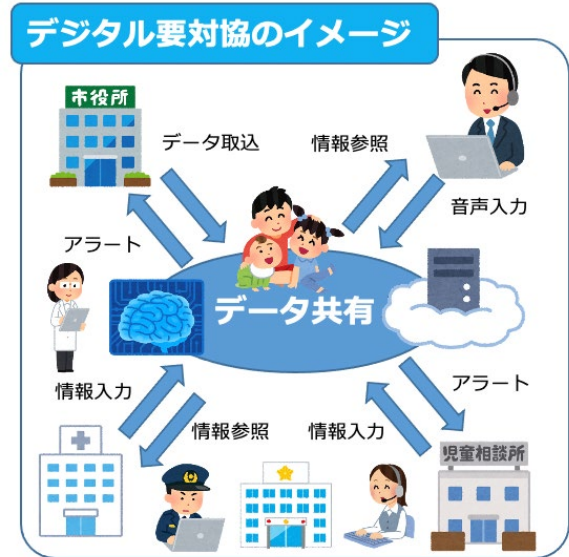 デジタル要対協のイメージ
市役所
データ取込
情報参照
音声入力
アラート
データ共有
アラート
情報入力
情報参照
情報入力
児童相談所